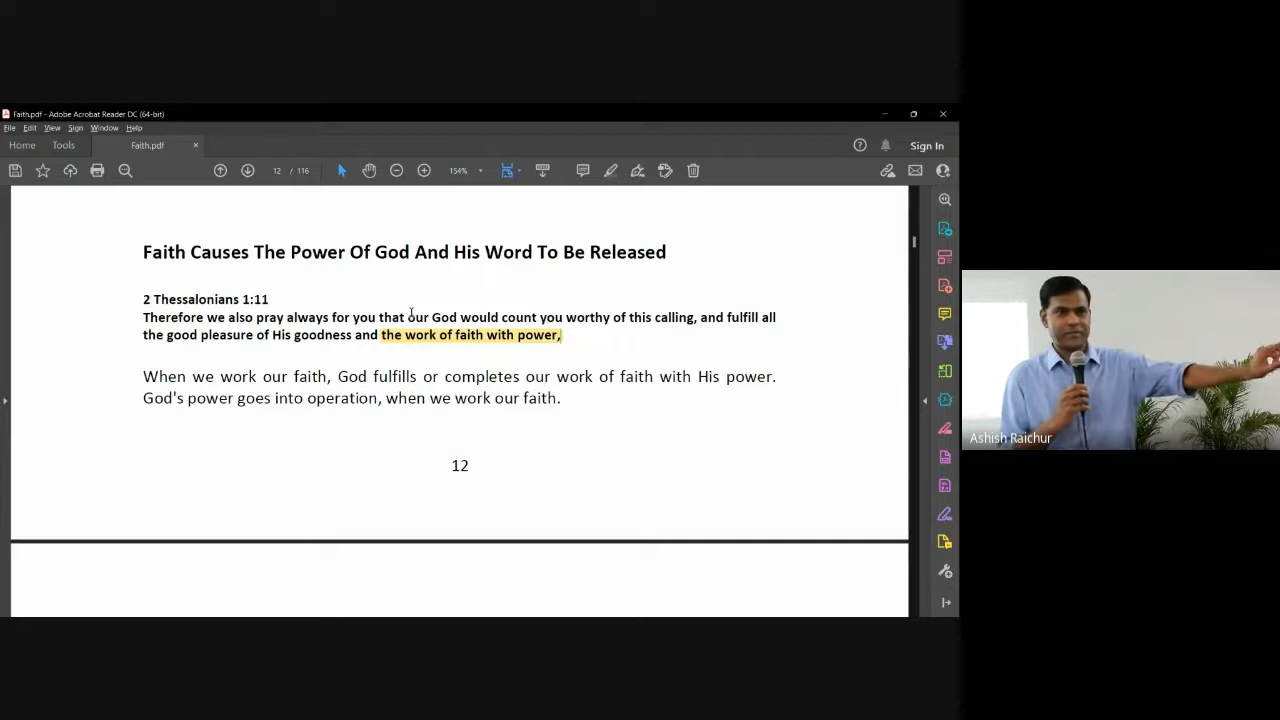 Faith.pdf - Adobe Acrobat Reader DC (64-bit)
File Edit View Sign Window Help
Home Tools Faith.pdf × Sign In
12 / 116 154%
Faith Causes The Power Of God And His Word To Be Released
2 Thessalonians 1:11
Therefore we also pray always for you that our God would count you worthy of this calling, and fulfill all
the good pleasure of His goodness and the work of faith with power,
When we work our faith, God fulfills or completes our work of faith with His power.
God's power goes into operation, when we work our faith.
12
Ashish Raichur